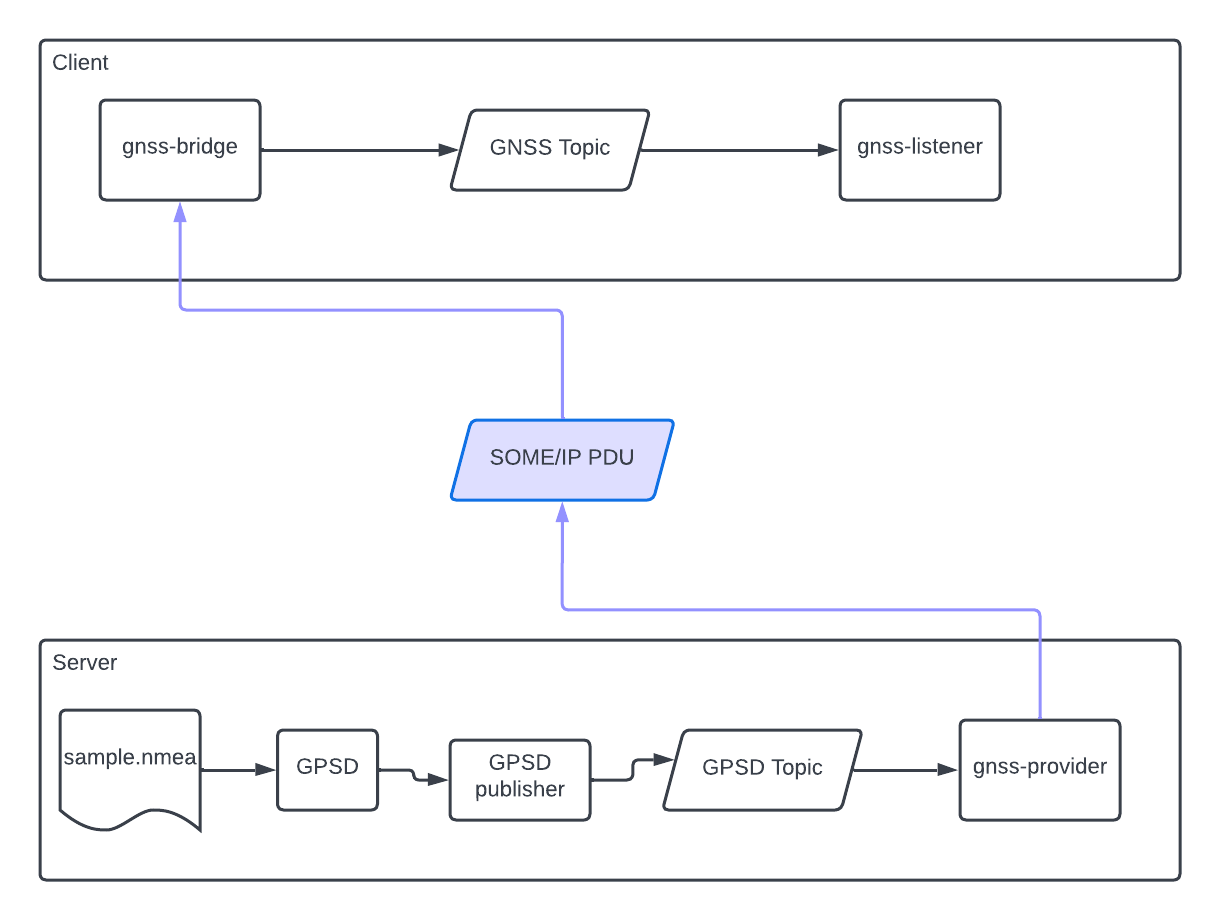 Client
gnss-bridge
GNSS Topic
gnss-listener
SOME/IP PDU
Server
sample.nmea
GPSD
GPSD
publisher
GPSD Topic
gnss-provider